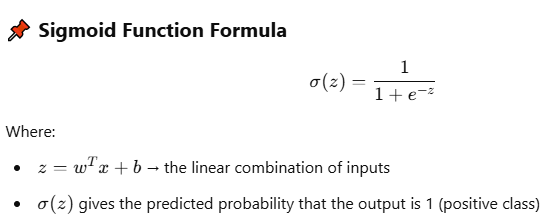 📌 Sigmoid Function Formula
σ(z) = \frac{1}{1 + e^{-z}}
Where:
• z = w^T x + b → the linear combination of inputs
• σ(z) gives the predicted probability that the output is 1 (positive class)